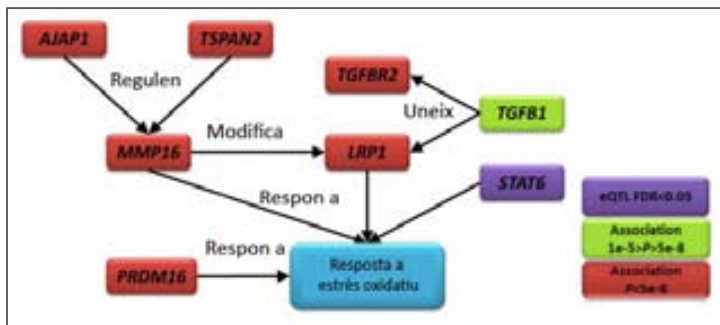 AJAP1
TSPAN2
Regulen
TGFBR2
Uneix
TGFB1
MMP16
Modifica
LRP1
STAT6
Respon a
eQTL FDR<0.05
Association
1e-5>P>5e-8
Respon a
PRDM16
Resposta a
estrès oxidatiu
Association
P<5e-8